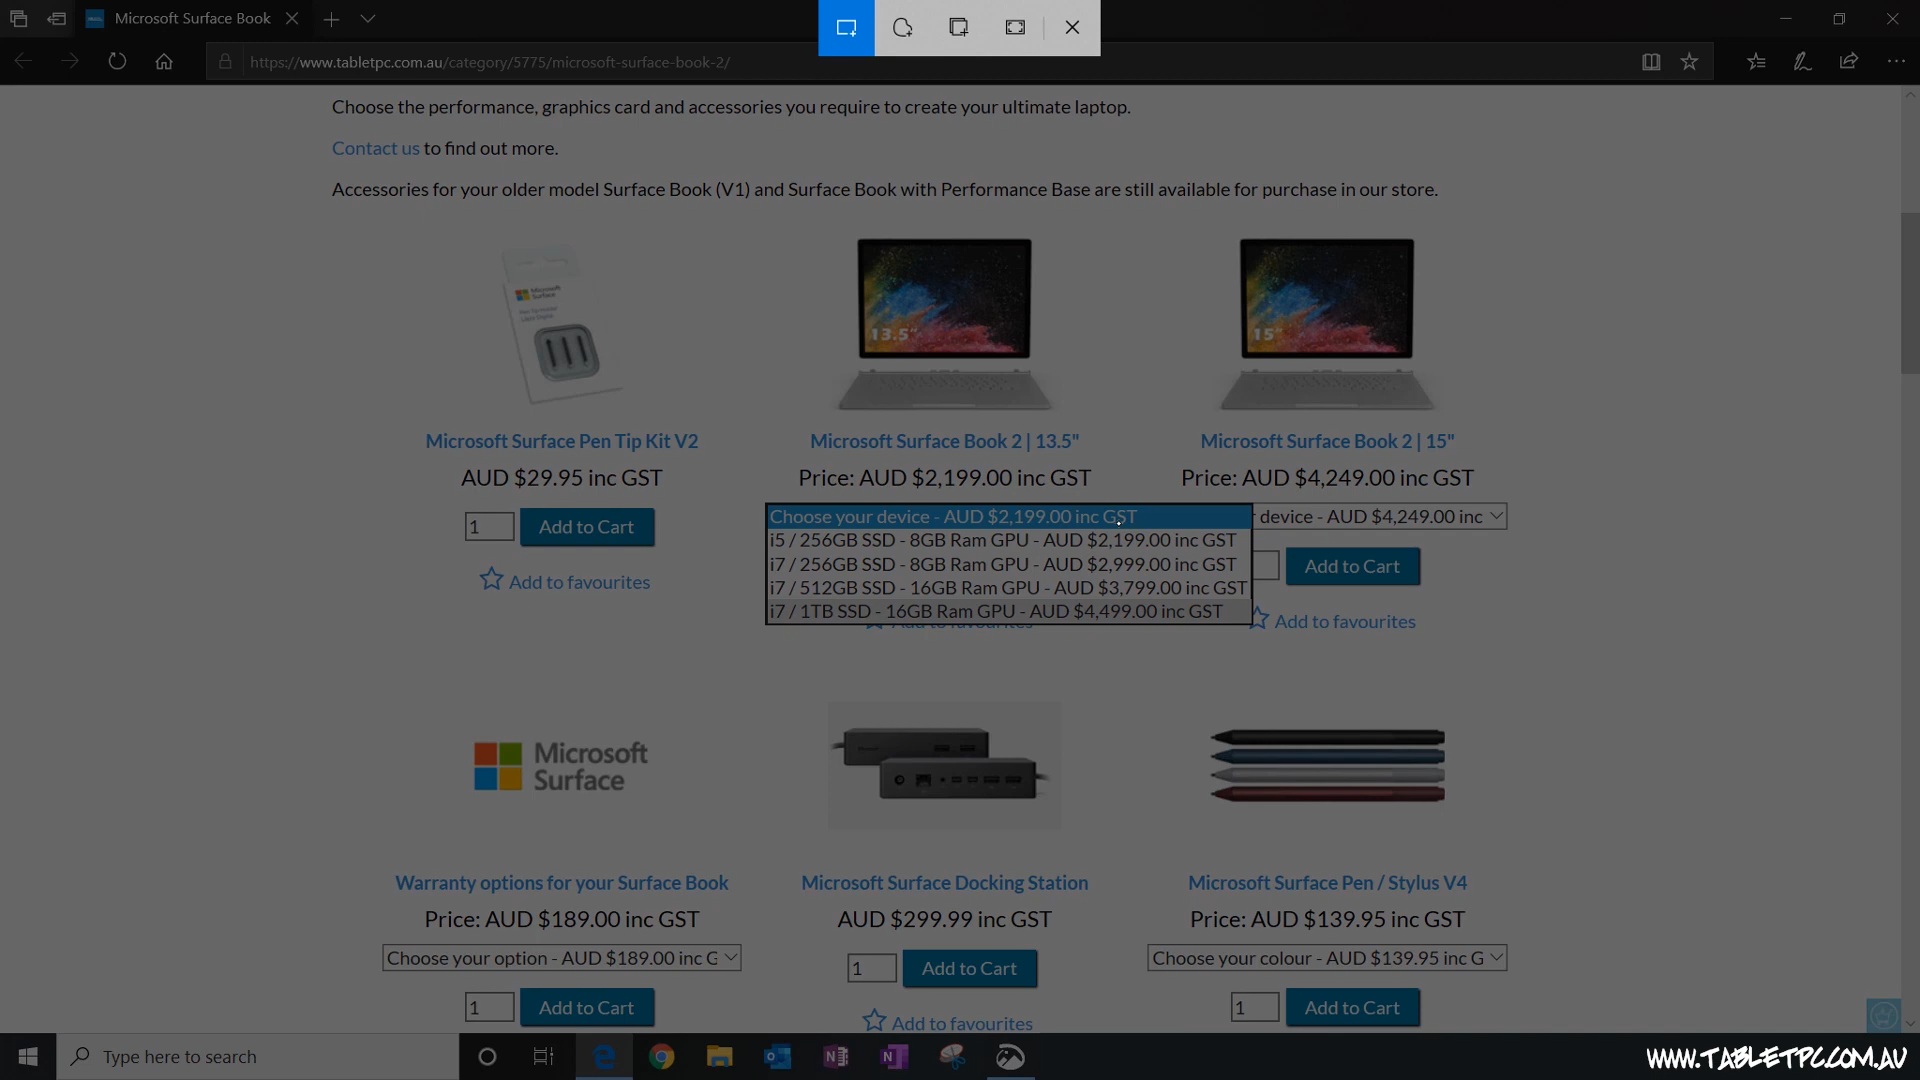 Microsoft Surface Book
https://www.tabletpc.com.au/category/5775/microsoft-surface-book-2/
Choose the performance, graphics card and accessories you require to create your ultimate laptop.
Contact us to find out more.
Accessories for your older model Surface Book (V1) and Surface Book with Performance Base are still available for purchase in our store.
Microsoft
Surface
13.5"
15"
Microsoft Surface Pen Tip Kit V2
Microsoft Surface Book 2 | 13.5"
Microsoft Surface Book 2 | 15"
AUD $29.95 inc GST
Price: AUD $2,199.00 inc GST
Price: AUD $4,249.00 inc GST
1
Add to Cart
Add to favourites
Choose your device - AUD $2,199.00 inc GST
i5 / 256GB SSD - 8GB Ram GPU - AUD $2,199.00 inc GST
i7 / 256GB SSD - 8GB Ram GPU - AUD $2,999.00 inc GST
i7 / 512GB SSD - 16GB Ram GPU - AUD $3,799.00 inc GST
i7 / 1TB SSD - 16GB Ram GPU - AUD $4,499.00 inc GST
Add to favourites
device - AUD $4,249.00 inc
Add to Cart
Add to favourites
Microsoft
Surface
Warranty options for your Surface Book
Microsoft Surface Docking Station
Microsoft Surface Pen / Stylus V4
Price: AUD $189.00 inc GST
AUD $299.99 inc GST
Price: AUD $139.95 inc GST
Choose your option - AUD $189.00 inc G
1
Add to Cart
Choose your colour - AUD $139.95 inc G
1
Add to Cart
Add to favourites
1
Add to Cart
Type here to search
WWW.TABLETPC.COM.AU